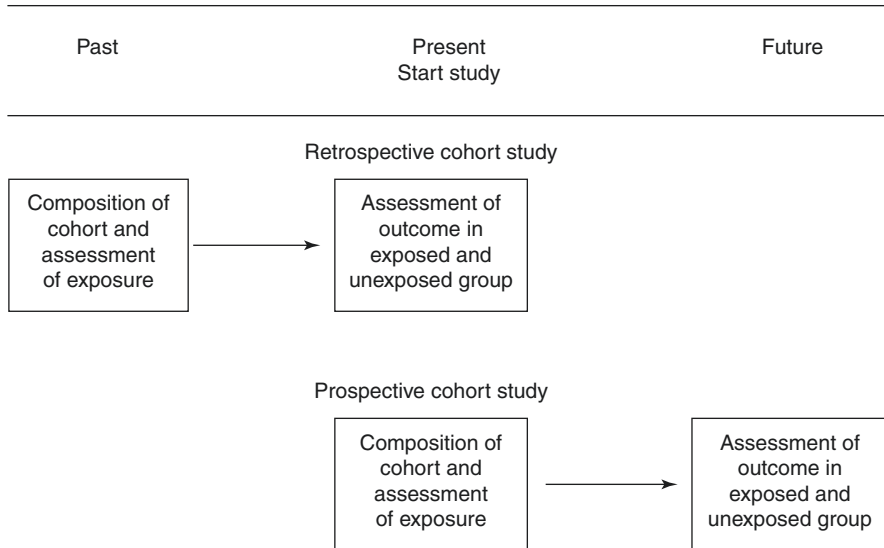 Past
Present
Start study
Future
Retrospective cohort study
Composition of
cohort and
assessment
of exposure
Assessment of
outcome in
exposed and
unexposed group
Prospective cohort study
Composition of
cohort and
assessment
of exposure
Assessment of
outcome in
exposed and
unexposed group